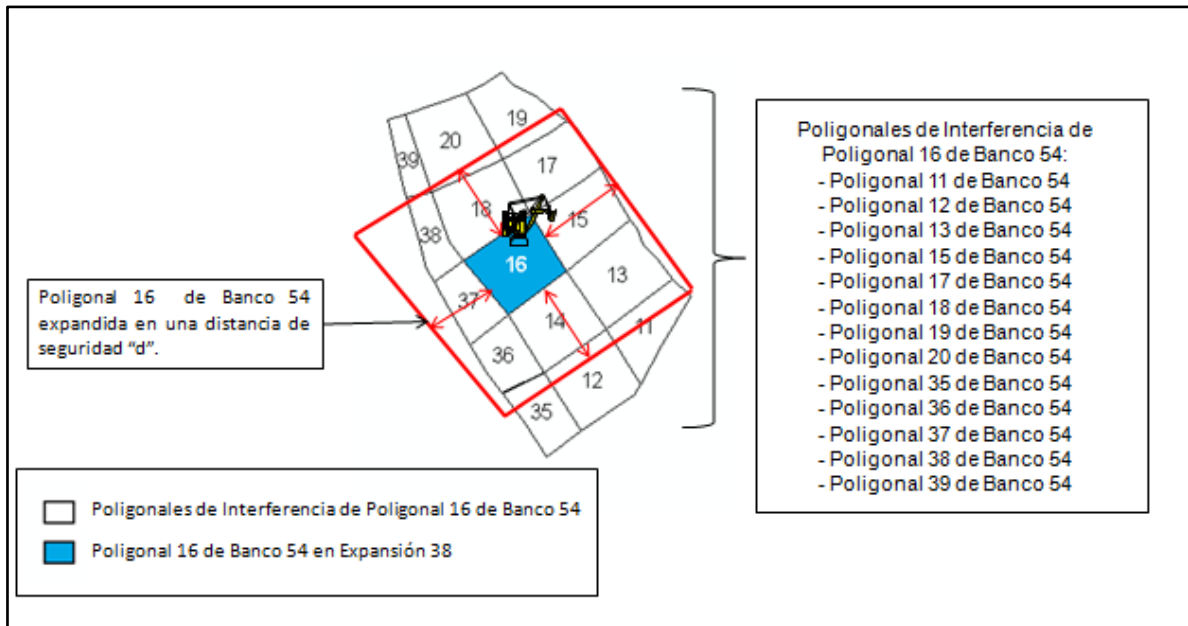 19
20
39
17
18
15
38
16
13
37
14
11
36
12
35
Poligonal 16 de Banco 54
expandida en una distancia de
seguridad “d”.
Poligonales de Interferencia de
Poligonal 16 de Banco 54:
- Poligonal 11 de Banco 54
- Poligonal 12 de Banco 54
- Poligonal 13 de Banco 54
- Poligonal 15 de Banco 54
- Poligonal 17 de Banco 54
- Poligonal 18 de Banco 54
- Poligonal 19 de Banco 54
- Poligonal 20 de Banco 54
- Poligonal 35 de Banco 54
- Poligonal 36 de Banco 54
- Poligonal 37 de Banco 54
- Poligonal 38 de Banco 54
- Poligonal 39 de Banco 54
Poligonales de Interferencia de Poligonal 16 de Banco 54
Poligonal 16 de Banco 54 en Expansión 38